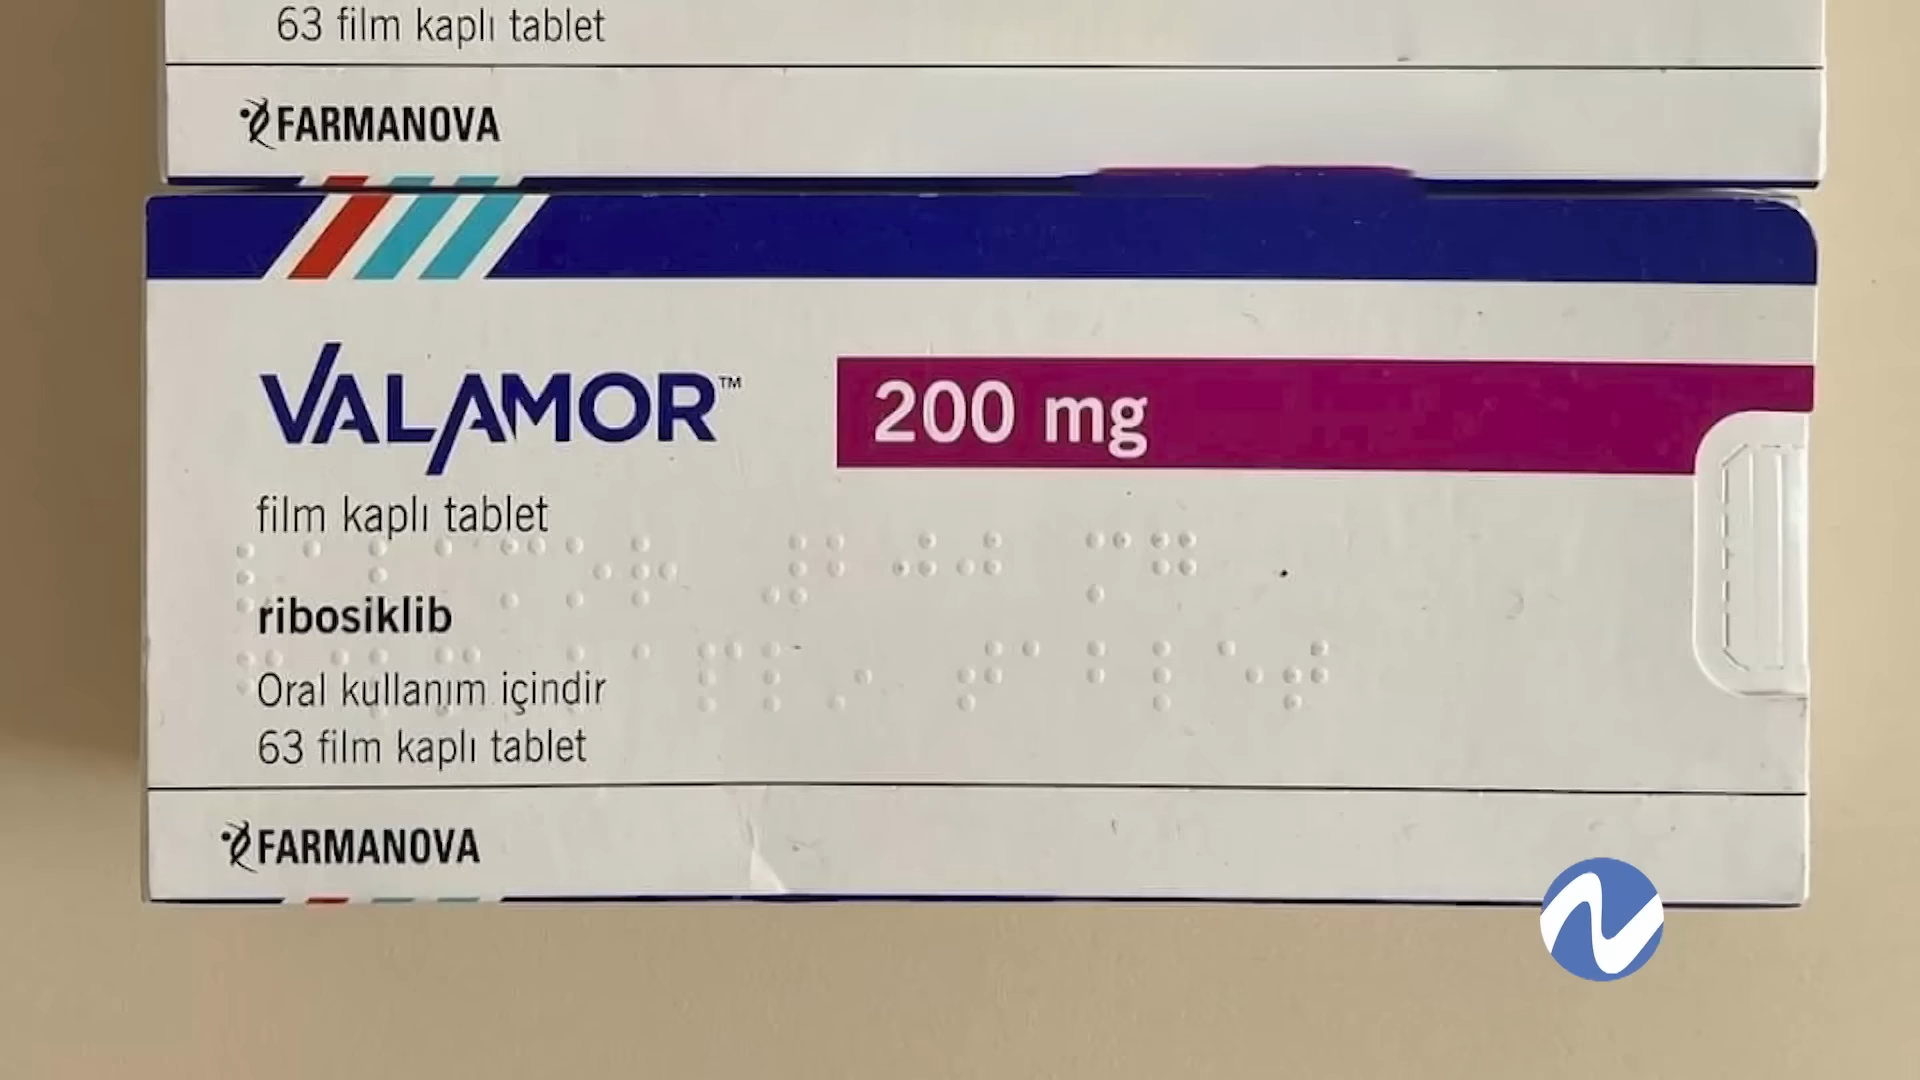 63 film kaplı tablet
FARMANOVA
VALAMOR™
200 mg
film kaplı tablet
ribosiklib
Oral kullanım içindir
63 film kaplı tablet
FARMANOVA